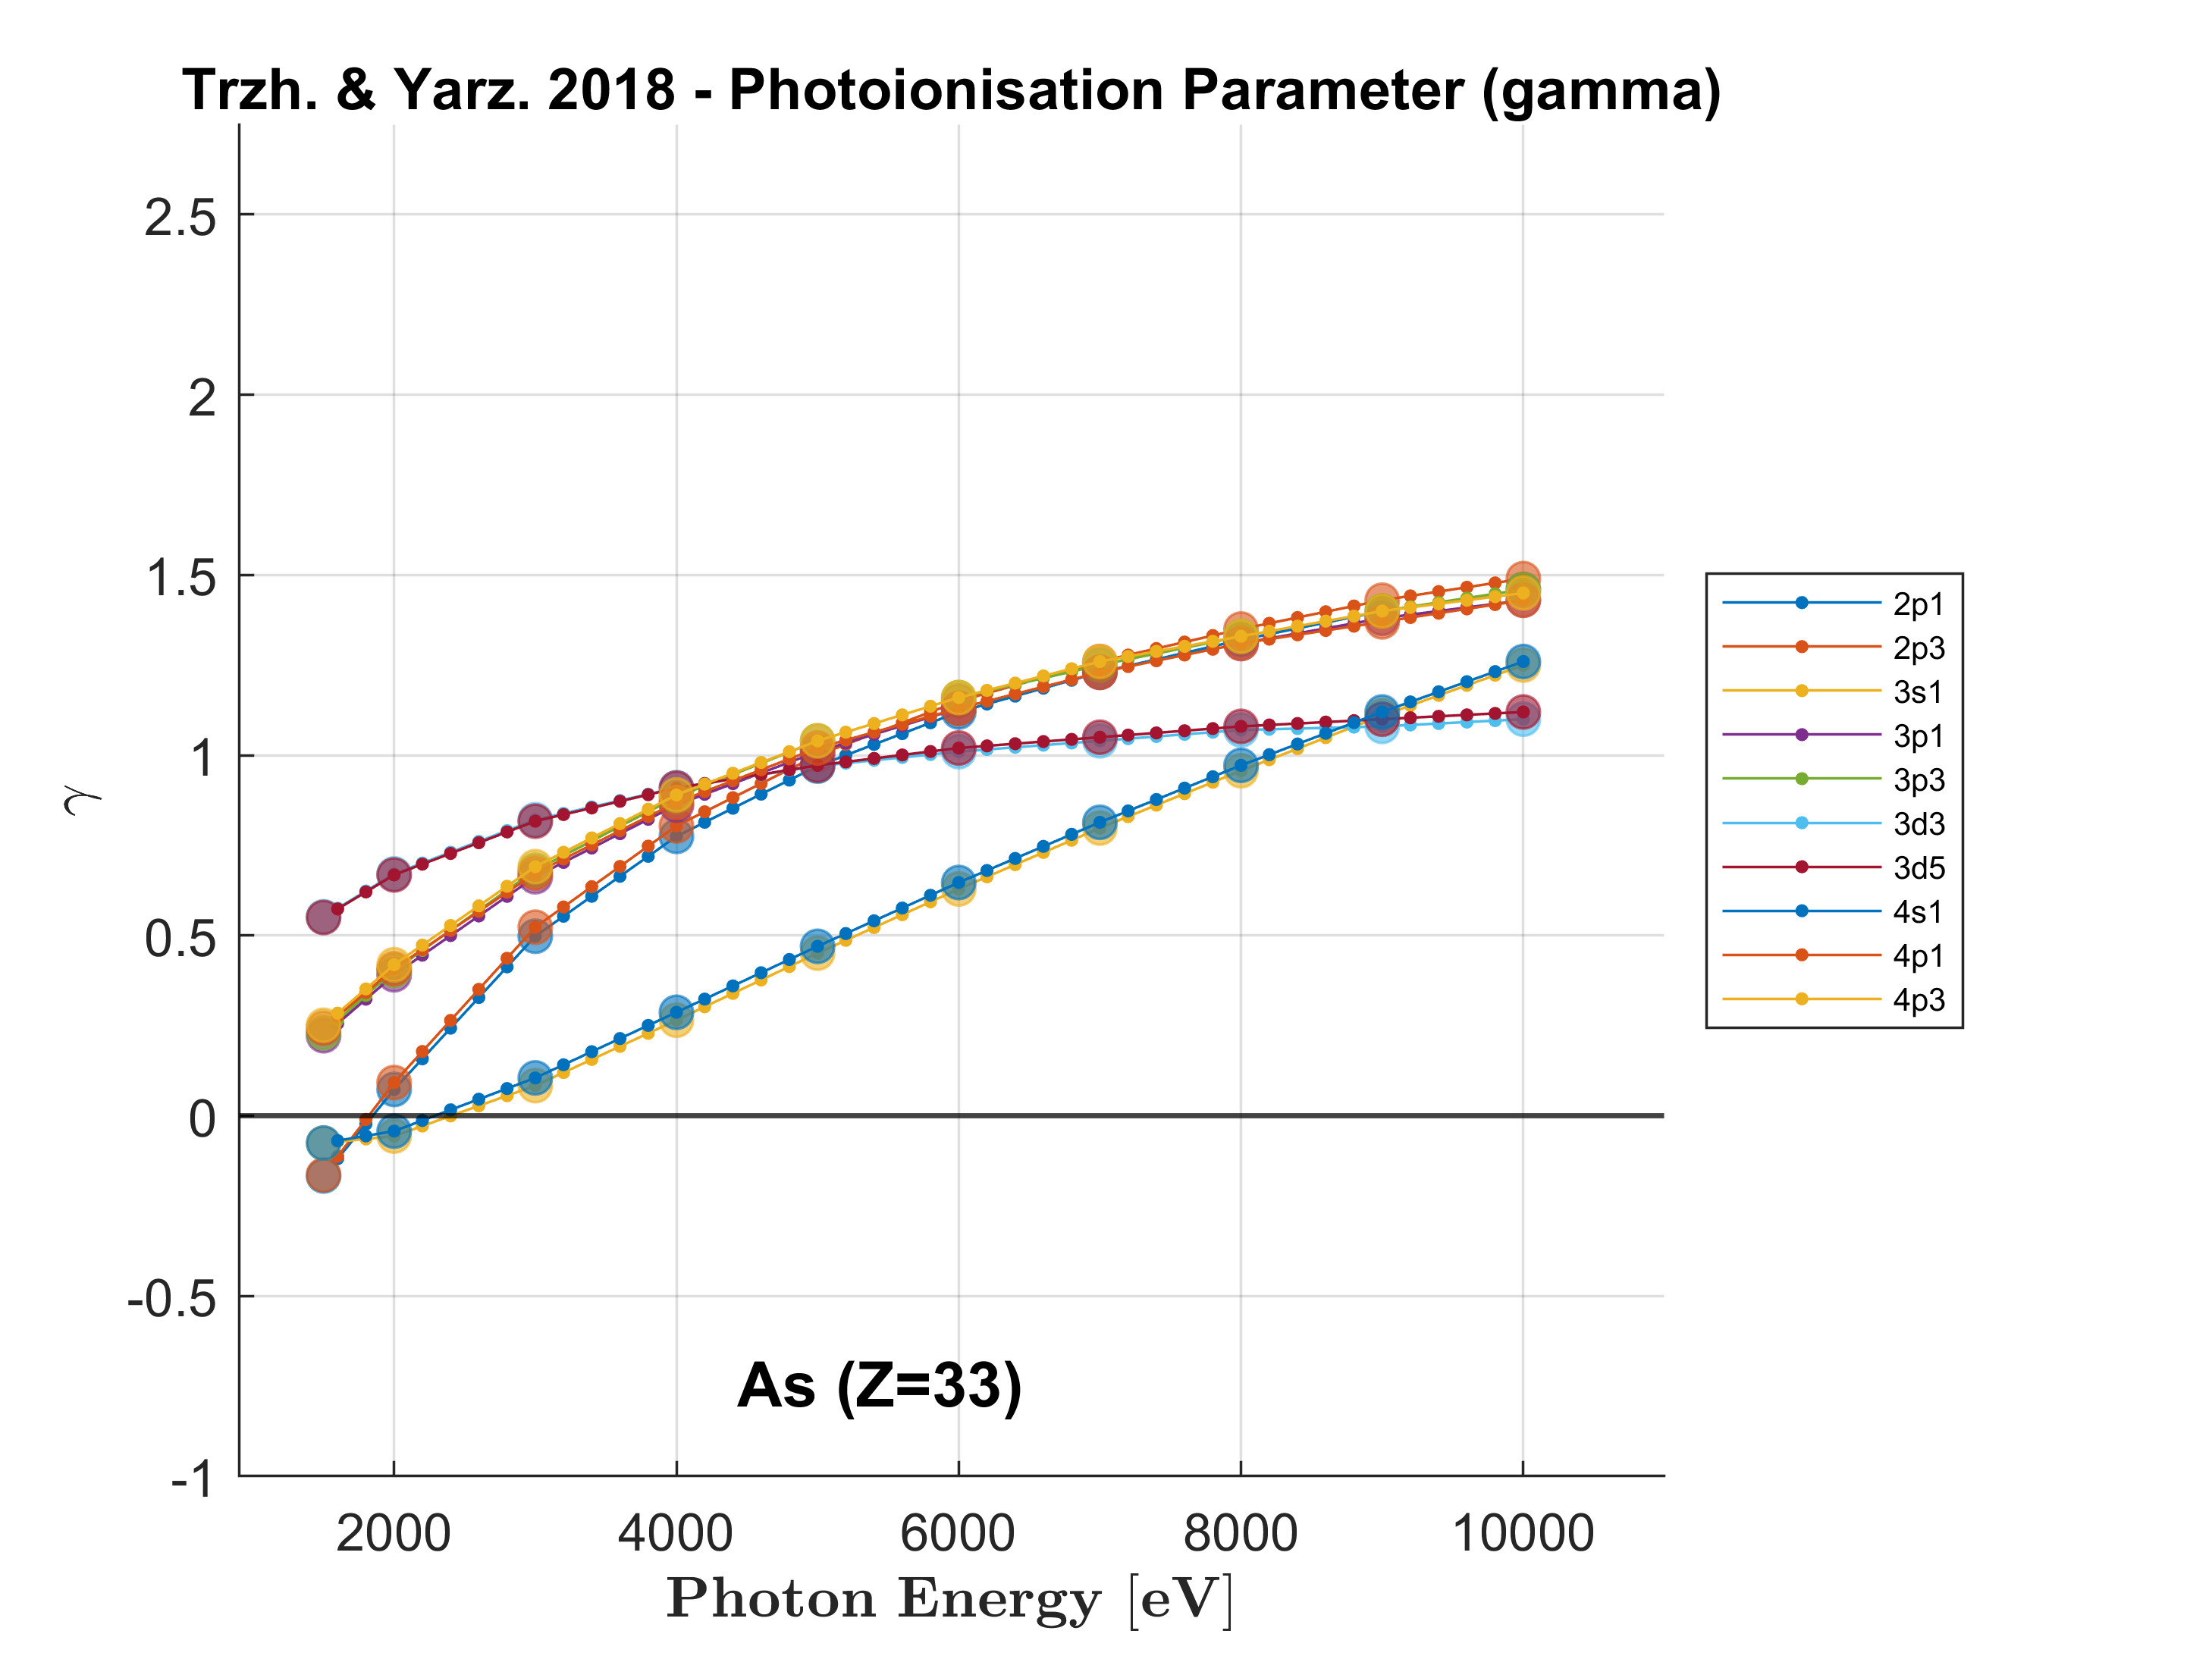 Trzh. & Yarz. 2018 - Photoionisation Parameter (gamma)
2.5
2
1.5
1
0.5
0
-0.5
-1
γ
2000 4000 6000 8000 10000
Photon Energy [eV]
As (Z=33)
2p1
2p3
3s1
3p1
3p3
3d3
3d5
4s1
4p1
4p3